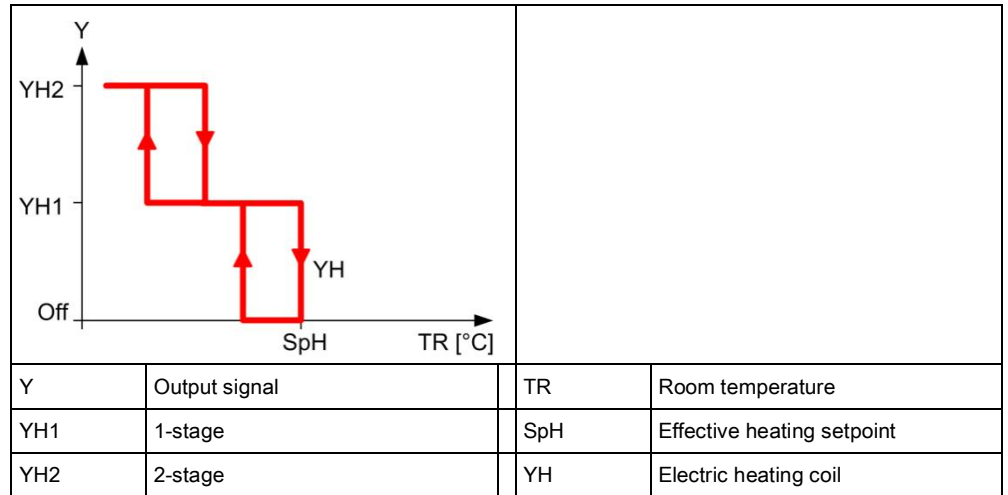 Y
YH2
YH1
YH
Off
SpH
TR [°C]
Y Output signal TR Room temperature
YH1 1-stage SpH Effective heating setpoint
YH2 2-stage YH Electric heating coil